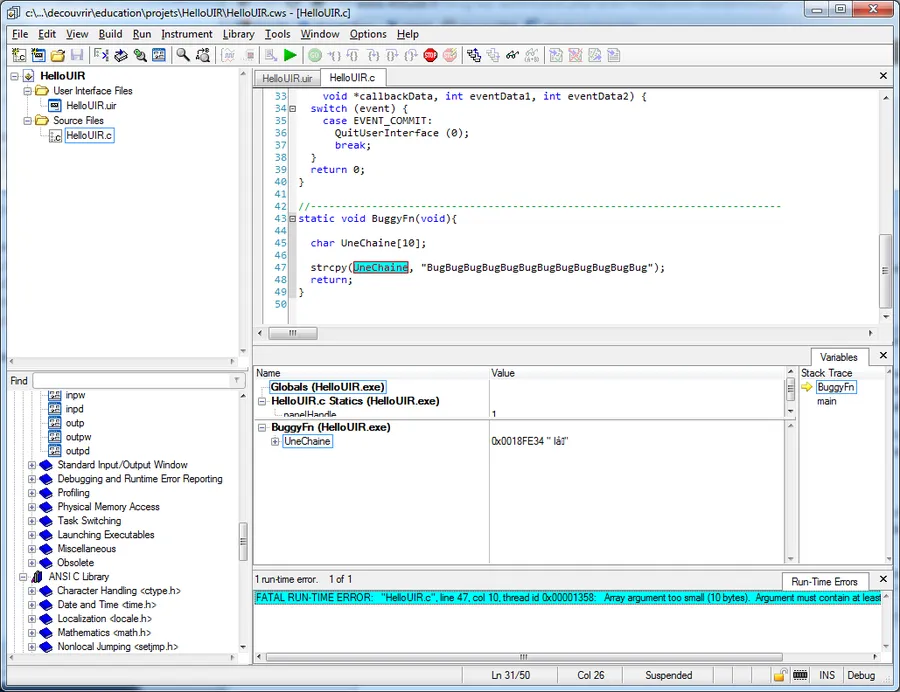 c:\...\decouvrir\education\projets\HelloUIR\HelloUIR.cws - [HelloUIR.c]
File Edit View Build Run Instrument Library Tools Window Options Help
HelloUIR
User Interface Files
HelloUIR.uir
Source Files
HelloUIR.c
HelloUIR.uir HelloUIR.c
33 void *callbackData, int eventData1, int eventData2) {
34 switch (event) {
35 case EVENT_COMMIT:
36 QuitUserInterface (0);
37 break;
38 }
39 return 0;
40 }
41
42 //------------------------------------------------------------------------------
43 static void BuggyFn(void){
44
45 char UneChaine[10];
46
47 strcpy(UneChaine, "BugBugBugBugBugBugBugBugBugBugBugBug");
48 return;
49 }
50
Find
inpw
inpd
outp
outpw
outpd
Standard Input/Output Window
Debugging and Runtime Error Reporting
Profiling
Physical Memory Access
Task Switching
Launching Executables
Miscellaneous
Obsolete
ANSI C Library
Character Handling <ctype.h>
Date and Time <time.h>
Localization <locale.h>
Mathematics <math.h>
Nonlocal Jumping <setjmp.h>
Variables
Name Value
Globals (HelloUIR.exe)
HelloUIR.c Statics (HelloUIR.exe)
panelHandle 1
BuggyFn (HelloUIR.exe)
UneChaine 0x0018FE34
Stack Trace
BuggyFn
main
1 run-time error. 1 of 1
Run-Time Errors
FATAL RUN-TIME ERROR: "HelloUIR.c", line 47, col 10, thread id 0x00001358: Array argument too small (10 bytes). Argument must contain at least
Ln 31/50 Col 26 Suspended INS Debug